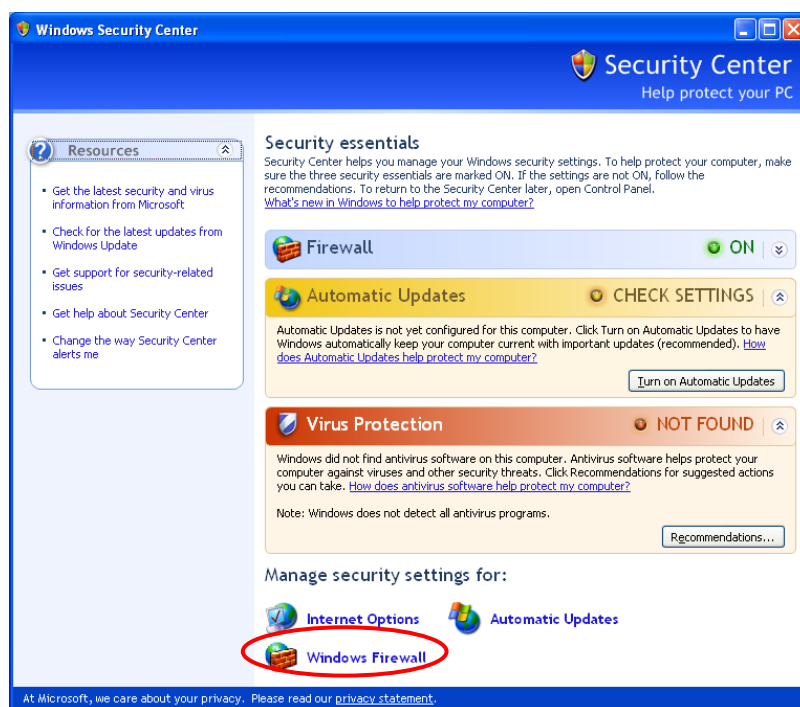 Windows Security Center
Security Center
Help protect your PC
Resources
Get the latest security and virus
information from Microsoft
Check for the latest updates from
Windows Update
Get support for security-related
issues
Get help about Security Center
Change the way Security Center
alerts me
Security essentials
Security Center helps you manage your Windows security settings. To help protect your computer, make
sure the three security essentials are marked ON. If the settings are not ON, follow the
recommendations. To return to the Security Center later, open Control Panel.
What's new in Windows to help protect my computer?
Firewall ON
Automatic Updates CHECK SETTINGS
Automatic Updates is not yet configured for this computer. Click Turn on Automatic Updates to have
Windows automatically keep your computer current with important updates (recommended). How
does Automatic Updates help protect my computer?
Turn on Automatic Updates
Virus Protection NOT FOUND
Windows did not find antivirus software on this computer. Antivirus software helps protect your
computer against viruses and other security threats. Click Recommendations for suggested actions
you can take. How does antivirus software help protect my computer?
Note: Windows does not detect all antivirus programs.
Recommendations...
Manage security settings for:
Internet Options Automatic Updates
Windows Firewall
At Microsoft, we care about your privacy. Please read our privacy statement.